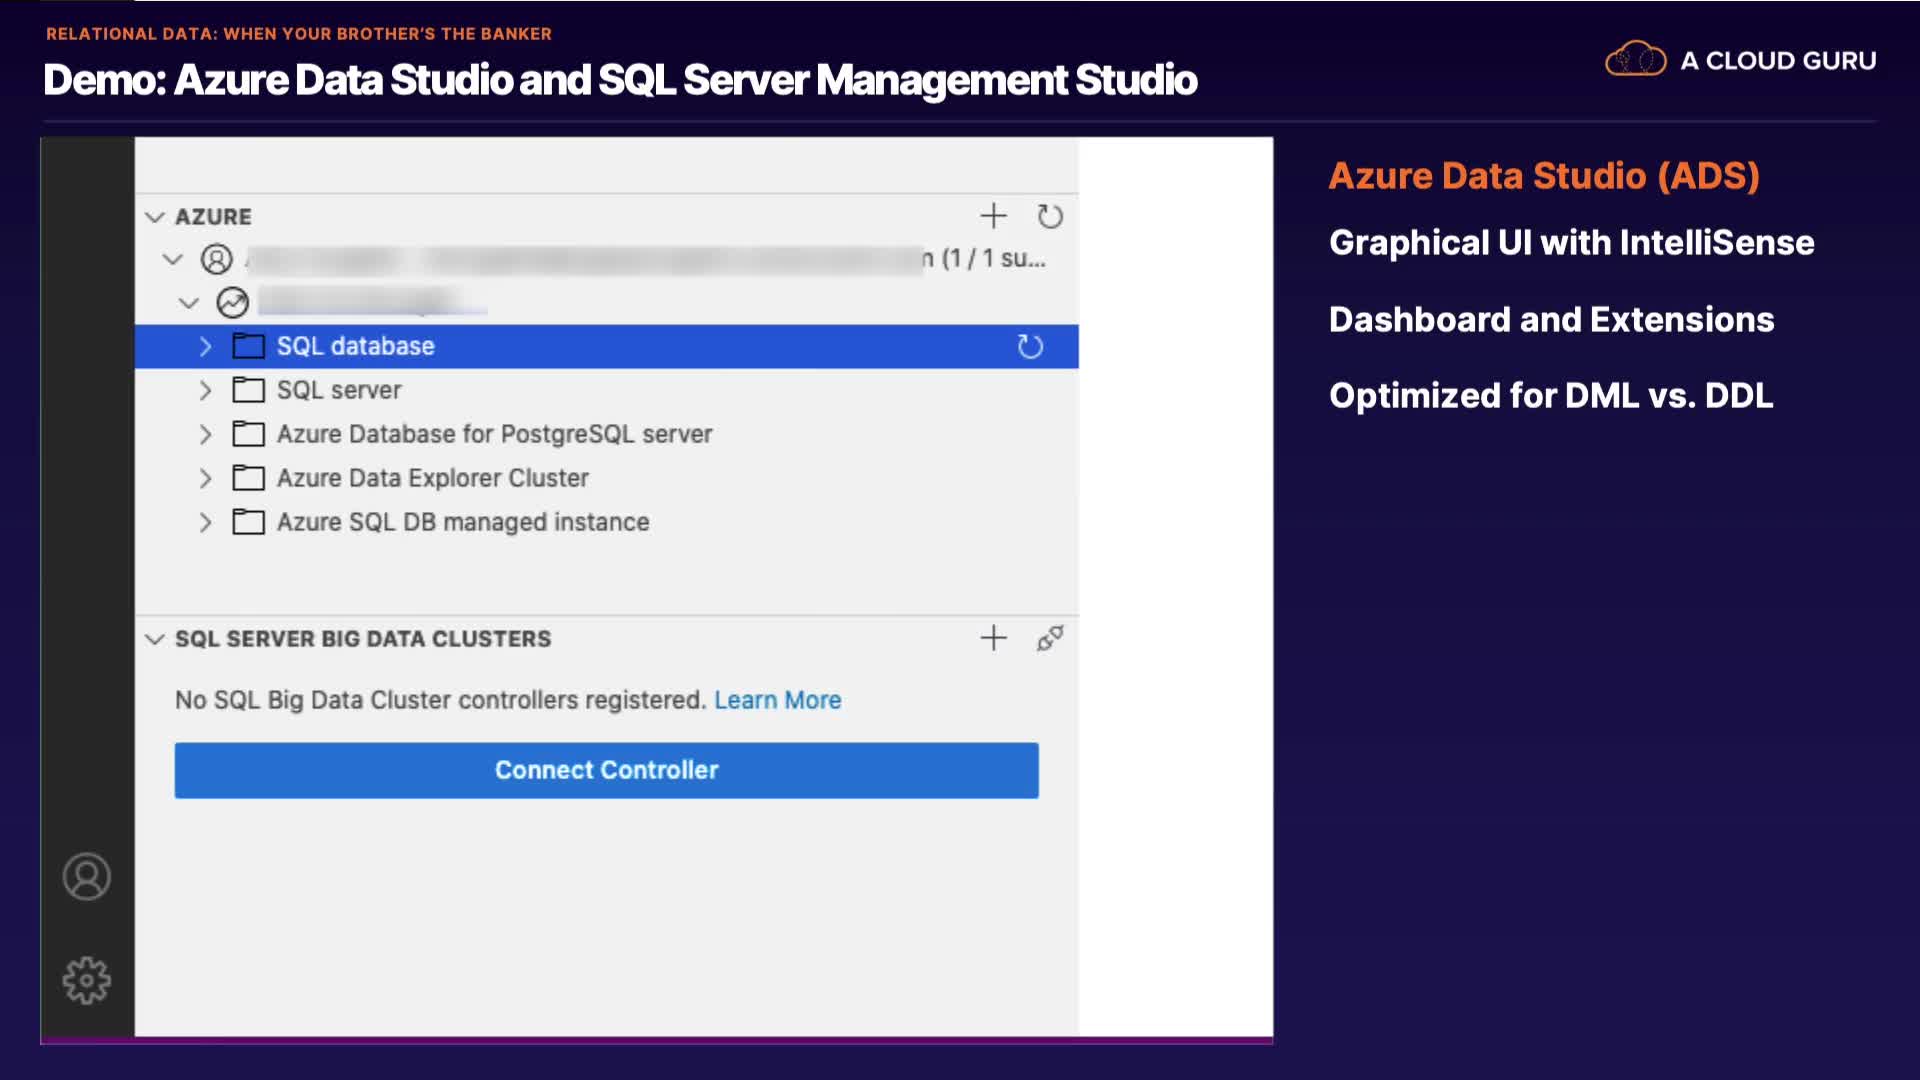 RELATIONAL DATA: WHEN YOUR BROTHER'S THE BANKER
Demo: Azure Data Studio and SQL Server Management Studio
A CLOUD GURU
AZURE
(1 / 1 su...
SQL database
SQL server
Azure Database for PostgreSQL server
Azure Data Explorer Cluster
Azure SQL DB managed instance
SQL SERVER BIG DATA CLUSTERS
No SQL Big Data Cluster controllers registered. Learn More
Connect Controller
Azure Data Studio (ADS)
Graphical UI with IntelliSense
Dashboard and Extensions
Optimized for DML vs. DDL